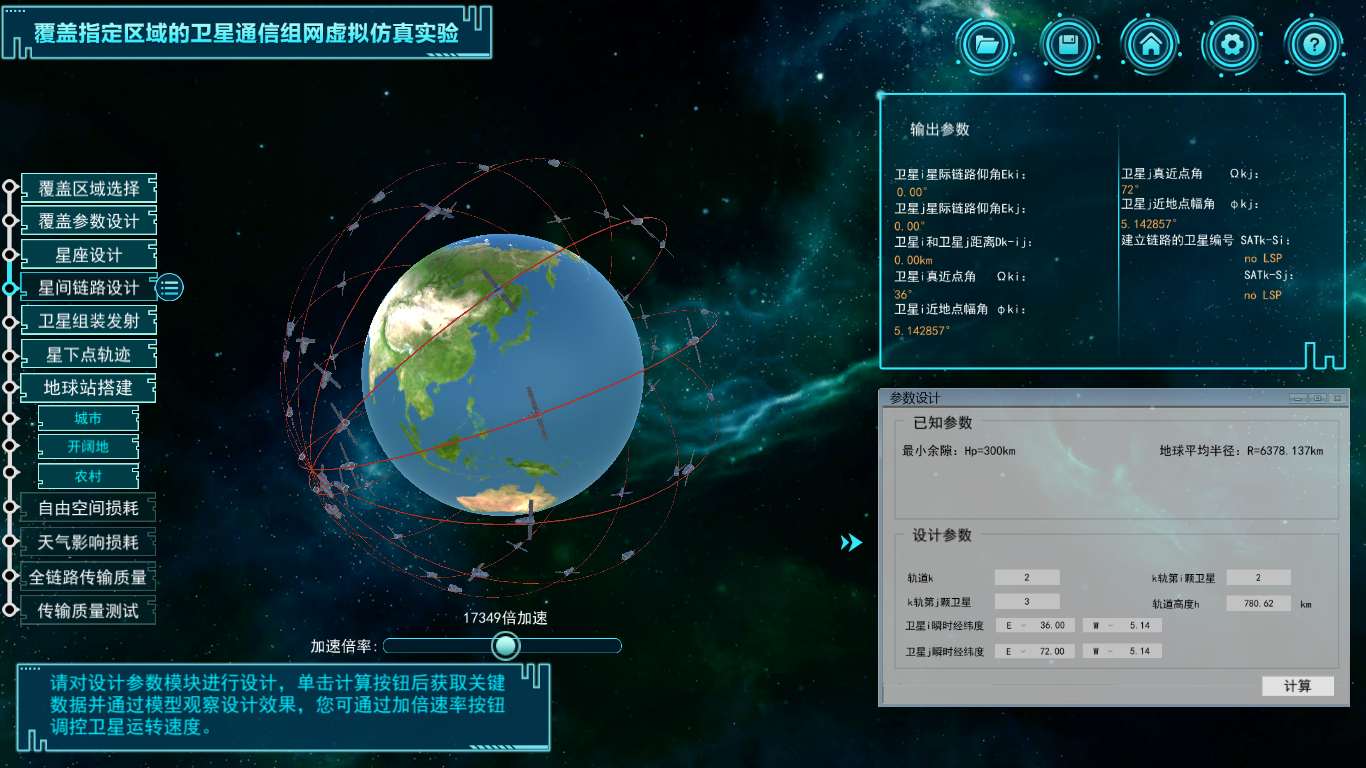 覆盖指定区域的卫星通信组网虚拟仿真实验
覆盖区域选择
覆盖参数设计
星座设计
星间链路设计
卫星组装发射
星下点轨迹
地球站搭建
城市
开阔地
农村
自由空间损耗
天气影响损耗
全链路传输质量
传输质量测试
17349倍加速
加速倍率:
请对设计参数模块进行设计，单击计算按钮后获取关键
数据并通过模型观察设计效果，您可通过加倍速率按钮
调控卫星运转速度。
输出参数
卫星i星际链路仰角Eki:
0.00°
卫星j星际链路仰角Ekj:
0.00°
卫星i和卫星j距离Dk-ij:
0.00km
卫星i真近点角 Ωki:
36°
卫星i近地点幅角 φki:
5.142857°
卫星j真近点角 Ωkj:
72°
卫星j近地点幅角 φkj:
5.142857°
建立链路的卫星编号 SATk-Si:
no LSP
SATk-Sj:
no LSP
参数设计
已知参数
最小余隙: Hp=300km 地球平均半径: R=6378.137km
设计参数
轨道k 2 k轨第i颗卫星 2
k轨第j颗卫星 3 轨道高度h 780.62 km
卫星i瞬时经纬度 E 36.00 W 5.14
卫星j瞬时经纬度 E 72.00 W 5.14
计算